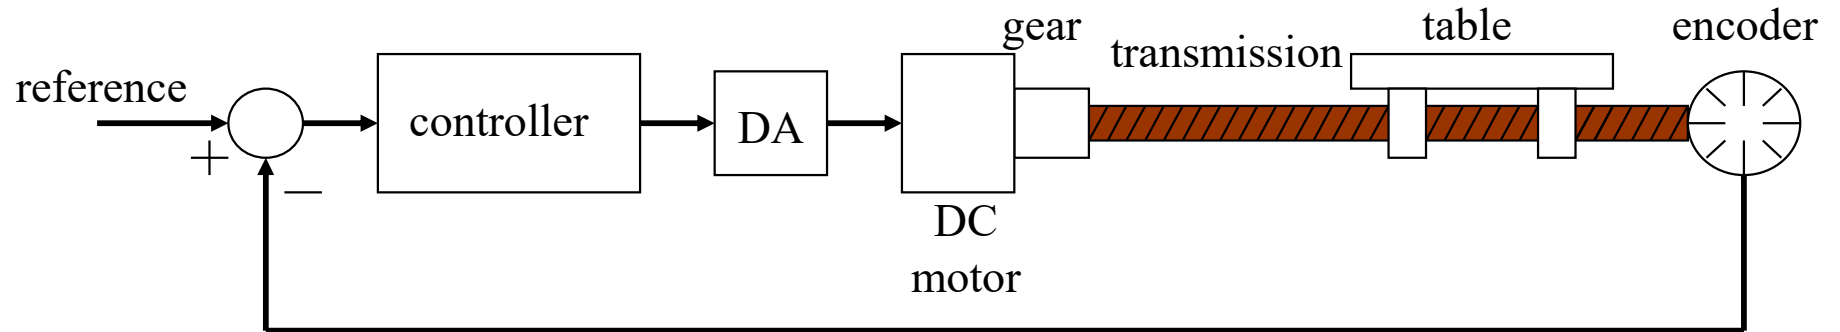 gear
transmission
table
encoder
reference
controller
DA
+
−
DC
motor